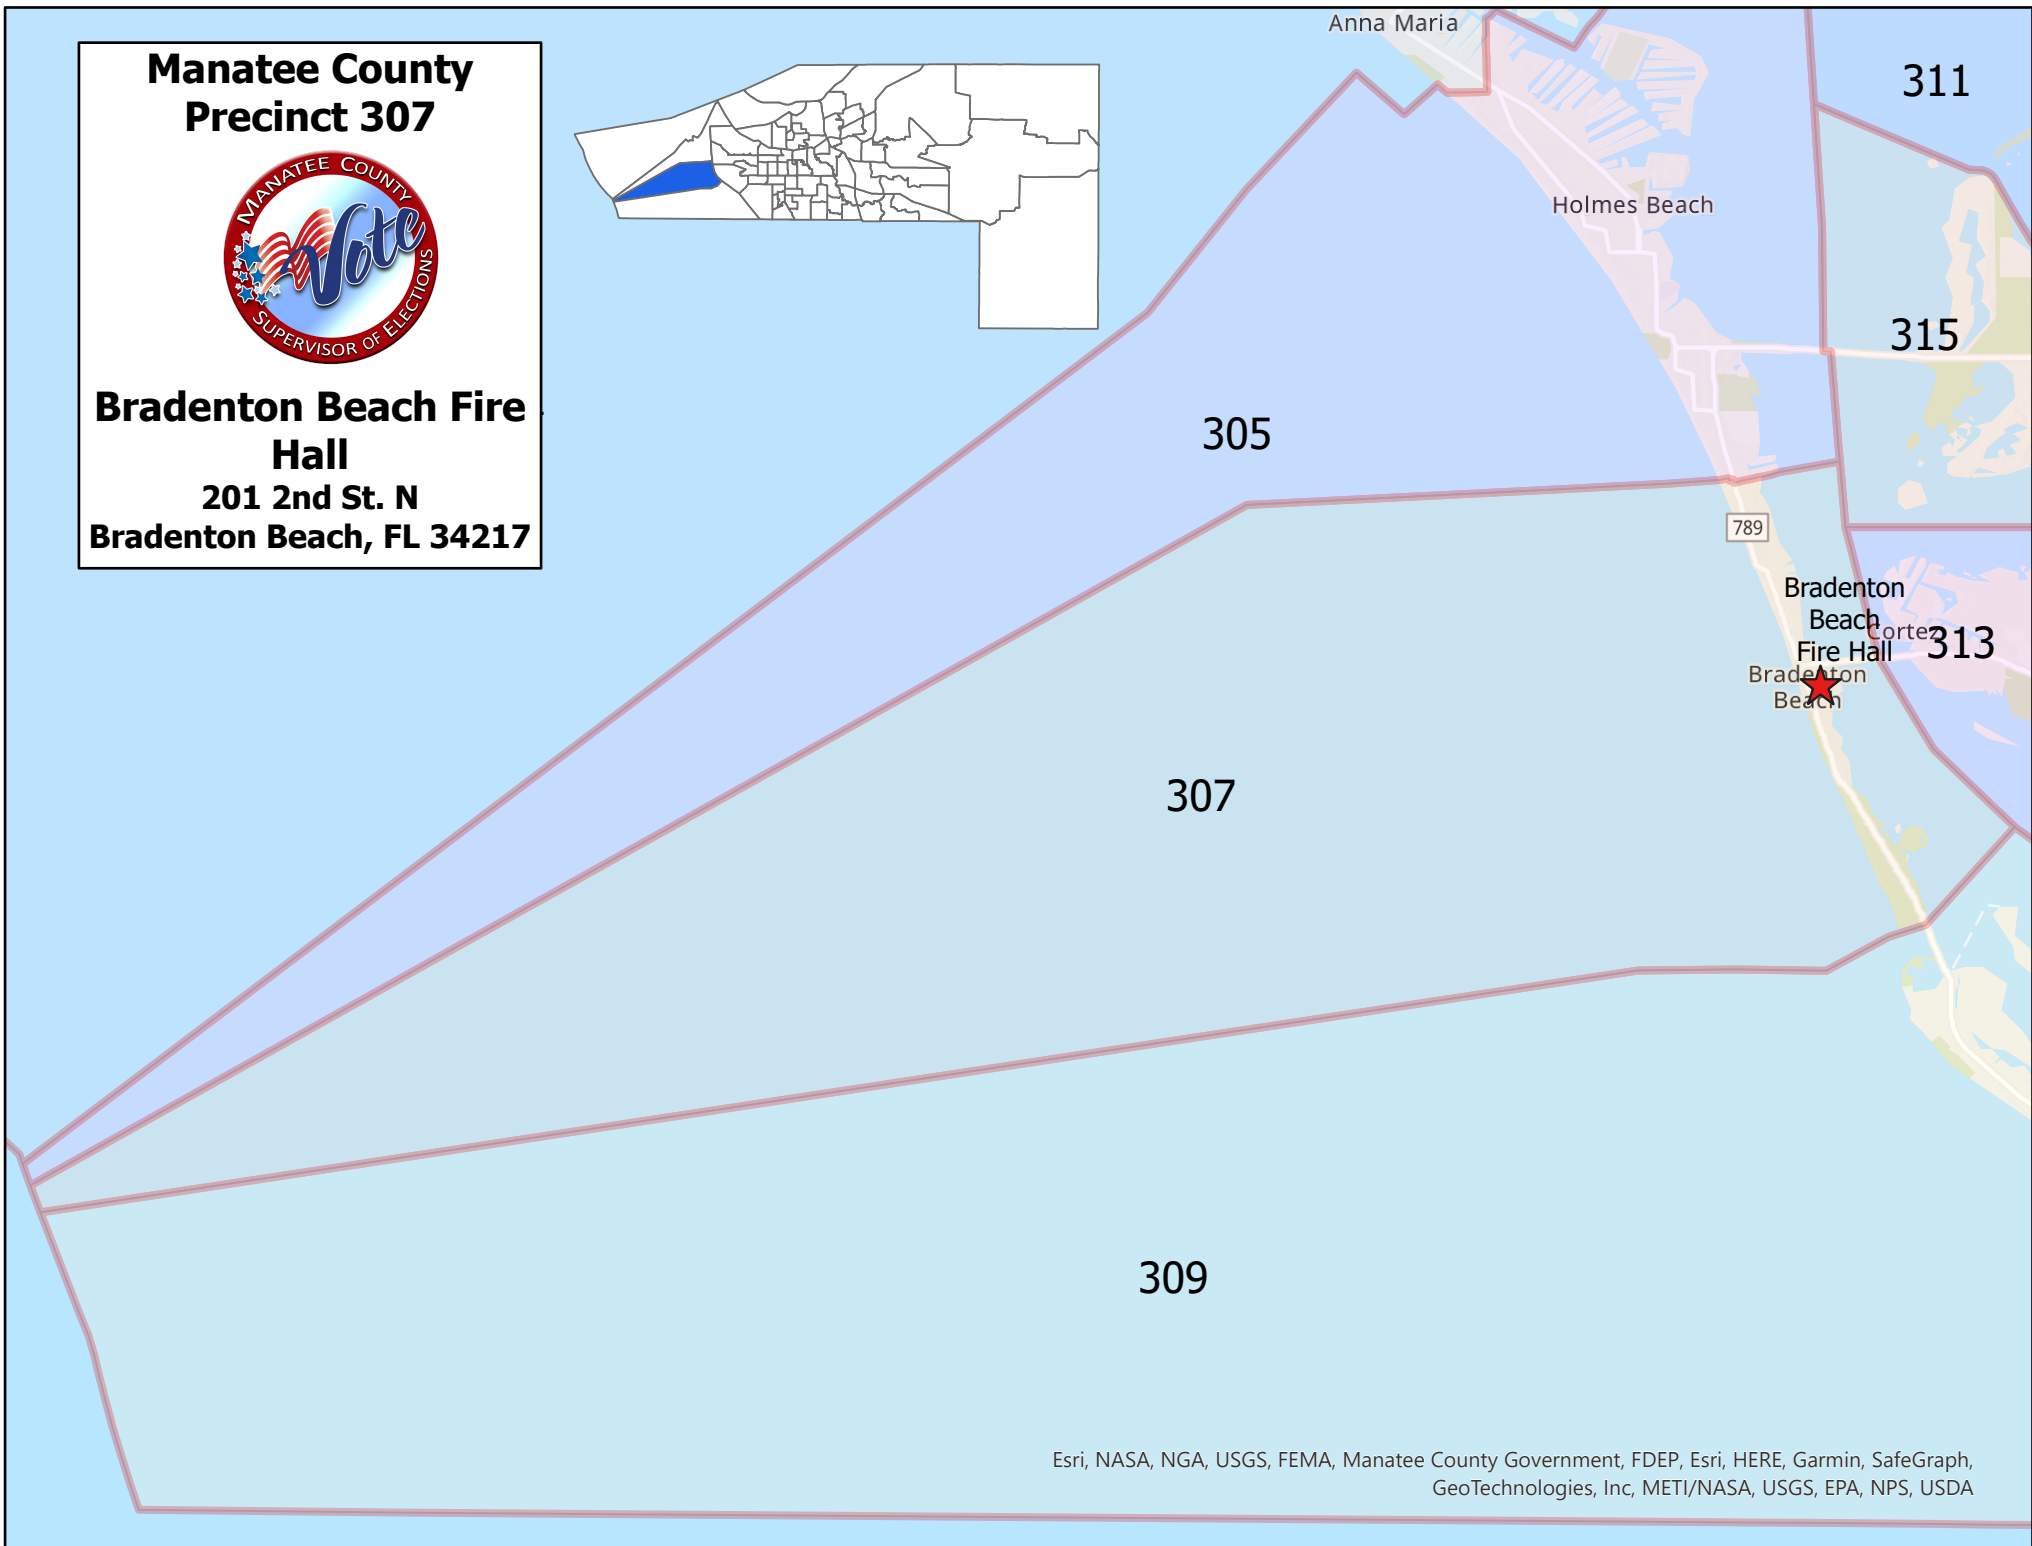 Manatee County
Precinct 307
MANATEE COUNTY
Vote
SUPERVISOR OF ELECTIONS
Bradenton Beach Fire
Hall
201 2nd St. N
Bradenton Beach, FL 34217
Anna Maria
311
Holmes Beach
315
305
789
Bradenton
Beach
Fire Hall
Cortez
313
Bradenton
Beach
307
309
Esri, NASA, NGA, USGS, FEMA, Manatee County Government, FDEP, Esri, HERE, Garmin, SafeGraph,
GeoTechnologies, Inc, METI/NASA, USGS, EPA, NPS, USDA